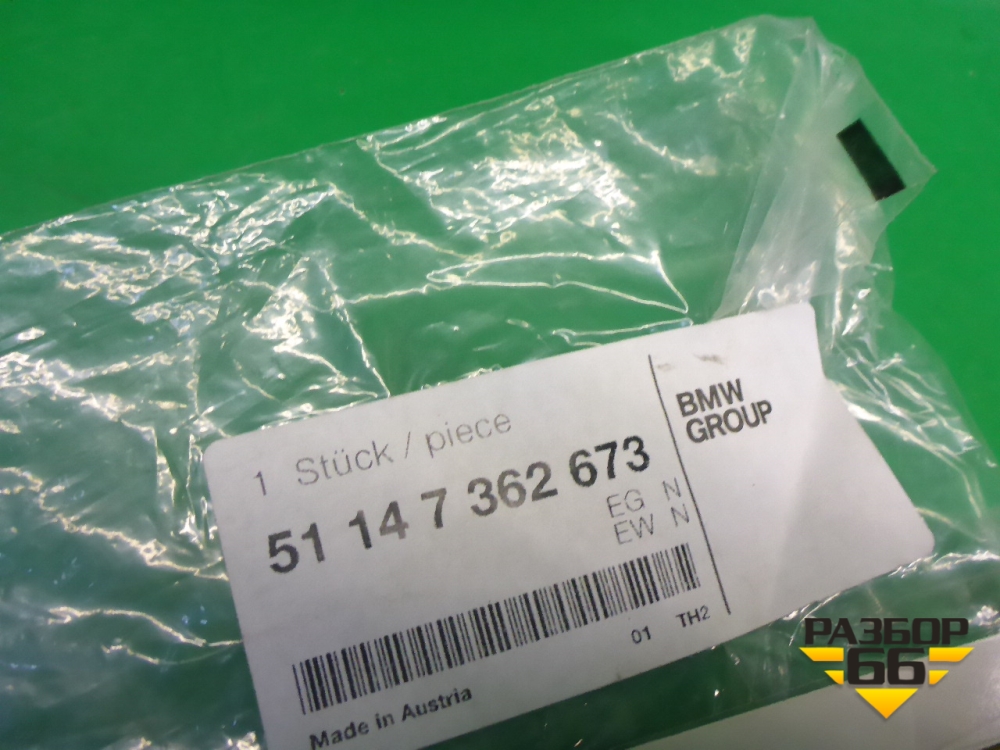 1 Stück / piece
51 14 7 362 673
EG N
EW N
BMW
GROUP
01 TH2
Made in Austria
РАЗБОР
66